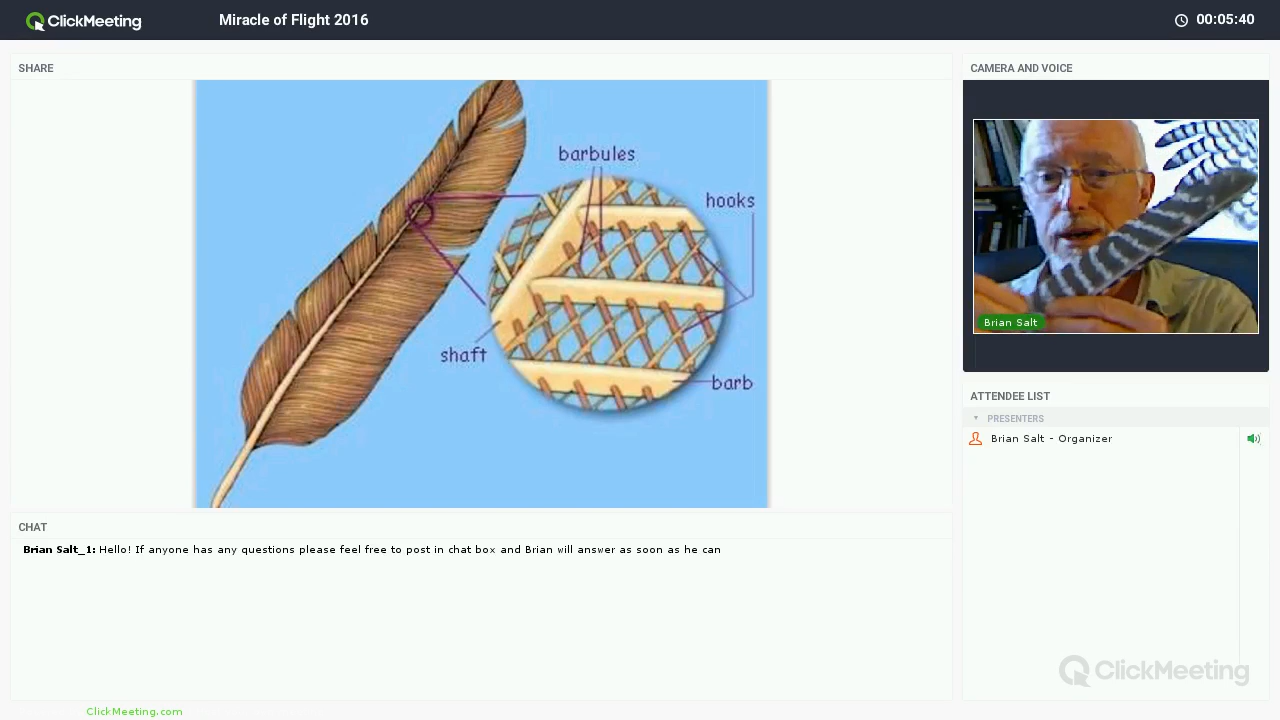 ClickMeeting
Miracle of Flight 2016
00:05:40
SHARE
barbules
hooks
shaft
barb
CAMERA AND VOICE
Brian Salt
ATTENDEE LIST
PRESENTERS
Brian Salt - Organizer
CHAT
Brian Salt_1: Hello! If anyone has any questions please feel free to post in chat box and Brian will answer as soon as he can
ClickMeeting
ClickMeeting.com